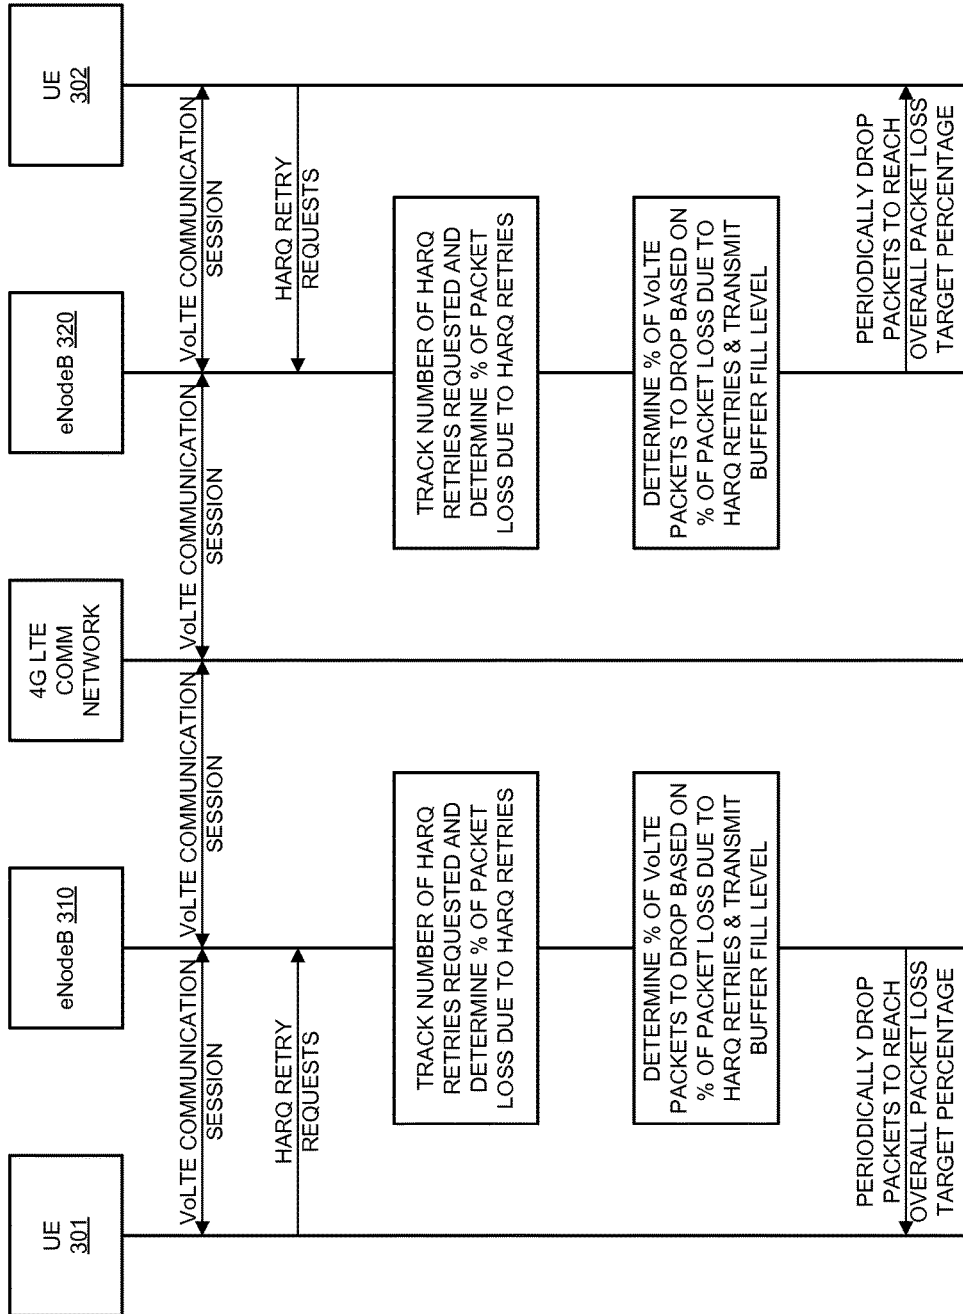 UE
301
eNodeB 310
4G LTE
COMM
NETWORK
eNodeB 320
UE
302
VoLTE COMMUNICATION
SESSION
VoLTE COMMUNICATION
SESSION
VoLTE COMMUNICATION
SESSION
VoLTE COMMUNICATION
SESSION
HARQ RETRY
REQUESTS
HARQ RETRY
REQUESTS
TRACK NUMBER OF HARQ
RETRIES REQUESTED AND
DETERMINE % OF PACKET
LOSS DUE TO HARQ RETRIES
TRACK NUMBER OF HARQ
RETRIES REQUESTED AND
DETERMINE % OF PACKET
LOSS DUE TO HARQ RETRIES
DETERMINE % OF VoLTE
PACKETS TO DROP BASED ON
% OF PACKET LOSS DUE TO
HARQ RETRIES & TRANSMIT
BUFFER FILL LEVEL
DETERMINE % OF VoLTE
PACKETS TO DROP BASED ON
% OF PACKET LOSS DUE TO
HARQ RETRIES & TRANSMIT
BUFFER FILL LEVEL
PERIODICALLY DROP
PACKETS TO REACH
OVERALL PACKET LOSS
TARGET PERCENTAGE
PERIODICALLY DROP
PACKETS TO REACH
OVERALL PACKET LOSS
TARGET PERCENTAGE